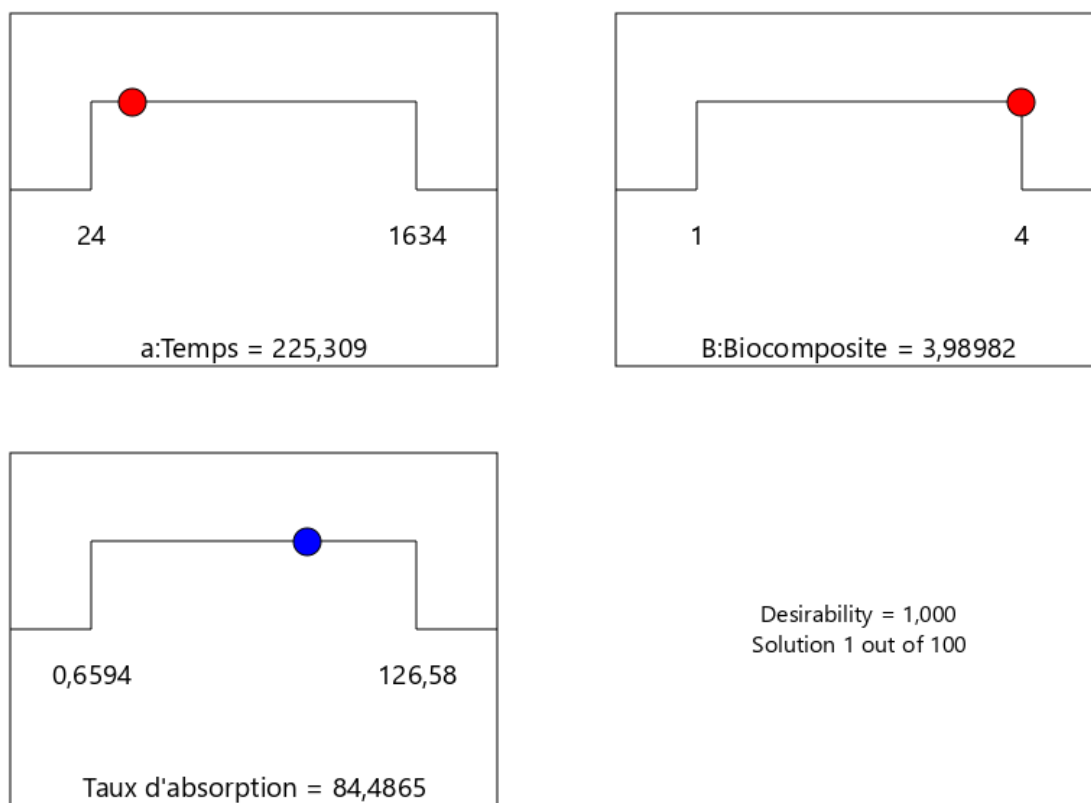 24 1634
a:Temps = 225,309
1 4
B:Biocomposite = 3,98982
0,6594 126,58
Taux d'absorption = 84,4865
Desirability = 1,000
Solution 1 out of 100